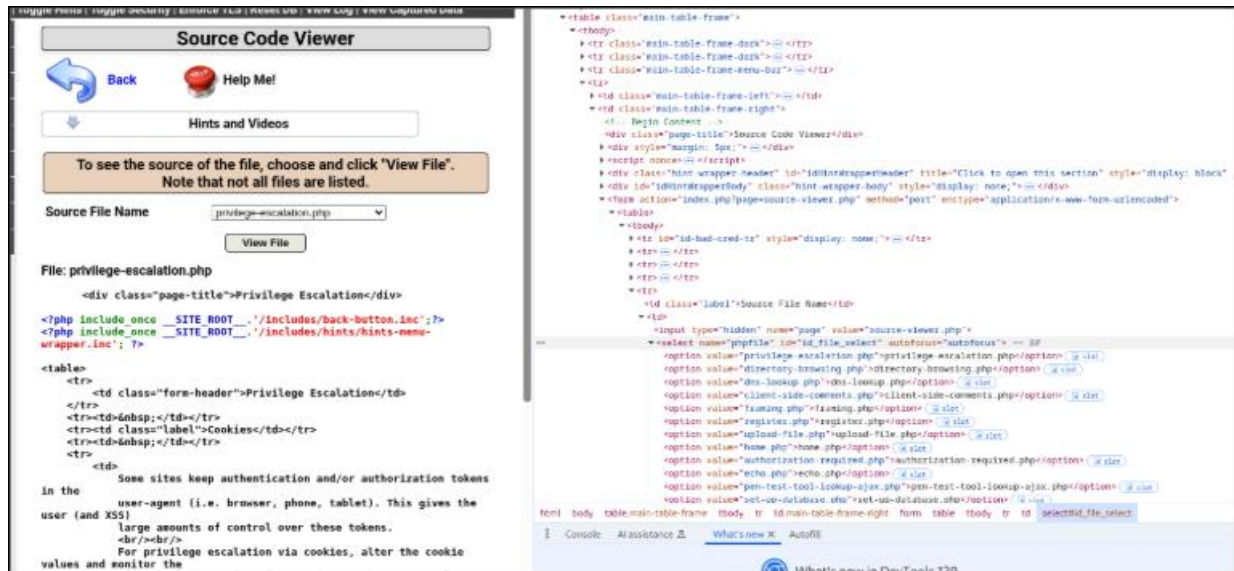 Toggle Hints | Toggle Security | Enforce TLS | Reset DB | View Log | View Captured Data
Source Code Viewer
Back
Help Me!
Hints and Videos
To see the source of the file, choose and click "View File".
Note that not all files are listed.
Source File Name
privilege-escalation.php
View File
File: privilege-escalation.php
<div class="page-title">Privilege Escalation</div>
<?php include_once __SITE_ROOT__.'/includes/back-button.inc';?>
<?php include_once __SITE_ROOT__.'/includes/hints/hints-menu-
wrapper.inc'; ?>
<table>
<tr>
<td class="form-header">Privilege Escalation</td>
</tr>
<tr><td>&nbsp;</td></tr>
<tr><td class="label">Cookies</td></tr>
<tr><td>&nbsp;</td></tr>
<tr>
<td>
Some sites keep authentication and/or authorization tokens
in the
user-agent (i.e. browser, phone, tablet). This gives the
user (and XSS)
large amounts of control over these tokens.
<br/><br/>
For privilege escalation via cookies, alter the cookie
values and monitor the
<table class="main-table-frame">
<tbody>
<tr class="main-table-frame-dark"> </tr>
<tr class="main-table-frame-dark"> </tr>
<tr class="main-table-frame-menu-bar"> </tr>
<tr>
<td class="main-table-frame-left"> </td>
<td class="main-table-frame-right">
<!-- Begin Content -->
<div class="page-title">Source Code Viewer</div>
<div style="margin: 5px;"> </div>
<script nonce> </script>
<div class="hint-wrapper-header" id="idHintWrapperHeader" title="Click to open this section" style="display: block"
<div id="idHintWrapperBody" class="hint-wrapper-body" style="display: none;"> </div>
<form action="index.php?page=source-viewer.php" method="post" enctype="application/x-www-form-urlencoded">
<table>
<tbody>
<tr id="id-bad-cred-tr" style="display: none;"> </tr>
<tr> </tr>
<tr> </tr>
<tr> </tr>
<tr>
<td class="label">Source File Name</td>
<td>
<input type="hidden" name="page" value="source-viewer.php">
<select name="phpfile" id="id_file_select" autofocus="autofocus"> == $0
<option value="privilege-escalation.php">privilege-escalation.php</option> slot
<option value="directory-browsing.php">directory-browsing.php</option> slot
<option value="dns-lookup.php">dns-lookup.php</option> slot
<option value="client-side-comments.php">client-side-comments.php</option> slot
<option value="framing.php">framing.php</option> slot
<option value="register.php">register.php</option> slot
<option value="upload-file.php">upload-file.php</option> slot
<option value="home.php">home.php</option> slot
<option value="authorization-required.php">authorization-required.php</option> slot
<option value="echo.php">echo.php</option> slot
<option value="pen-test-tool-lookup-ajax.php">pen-test-tool-lookup-ajax.php</option> slot
<option value="set-up-database.php">set-up-database.php</option> slot
html body table.main-table-frame tbody tr td.main-table-frame-right form table tbody tr td select#id_file_select
Console AI assistance What's new X Autofill
What's new in DevTools 139